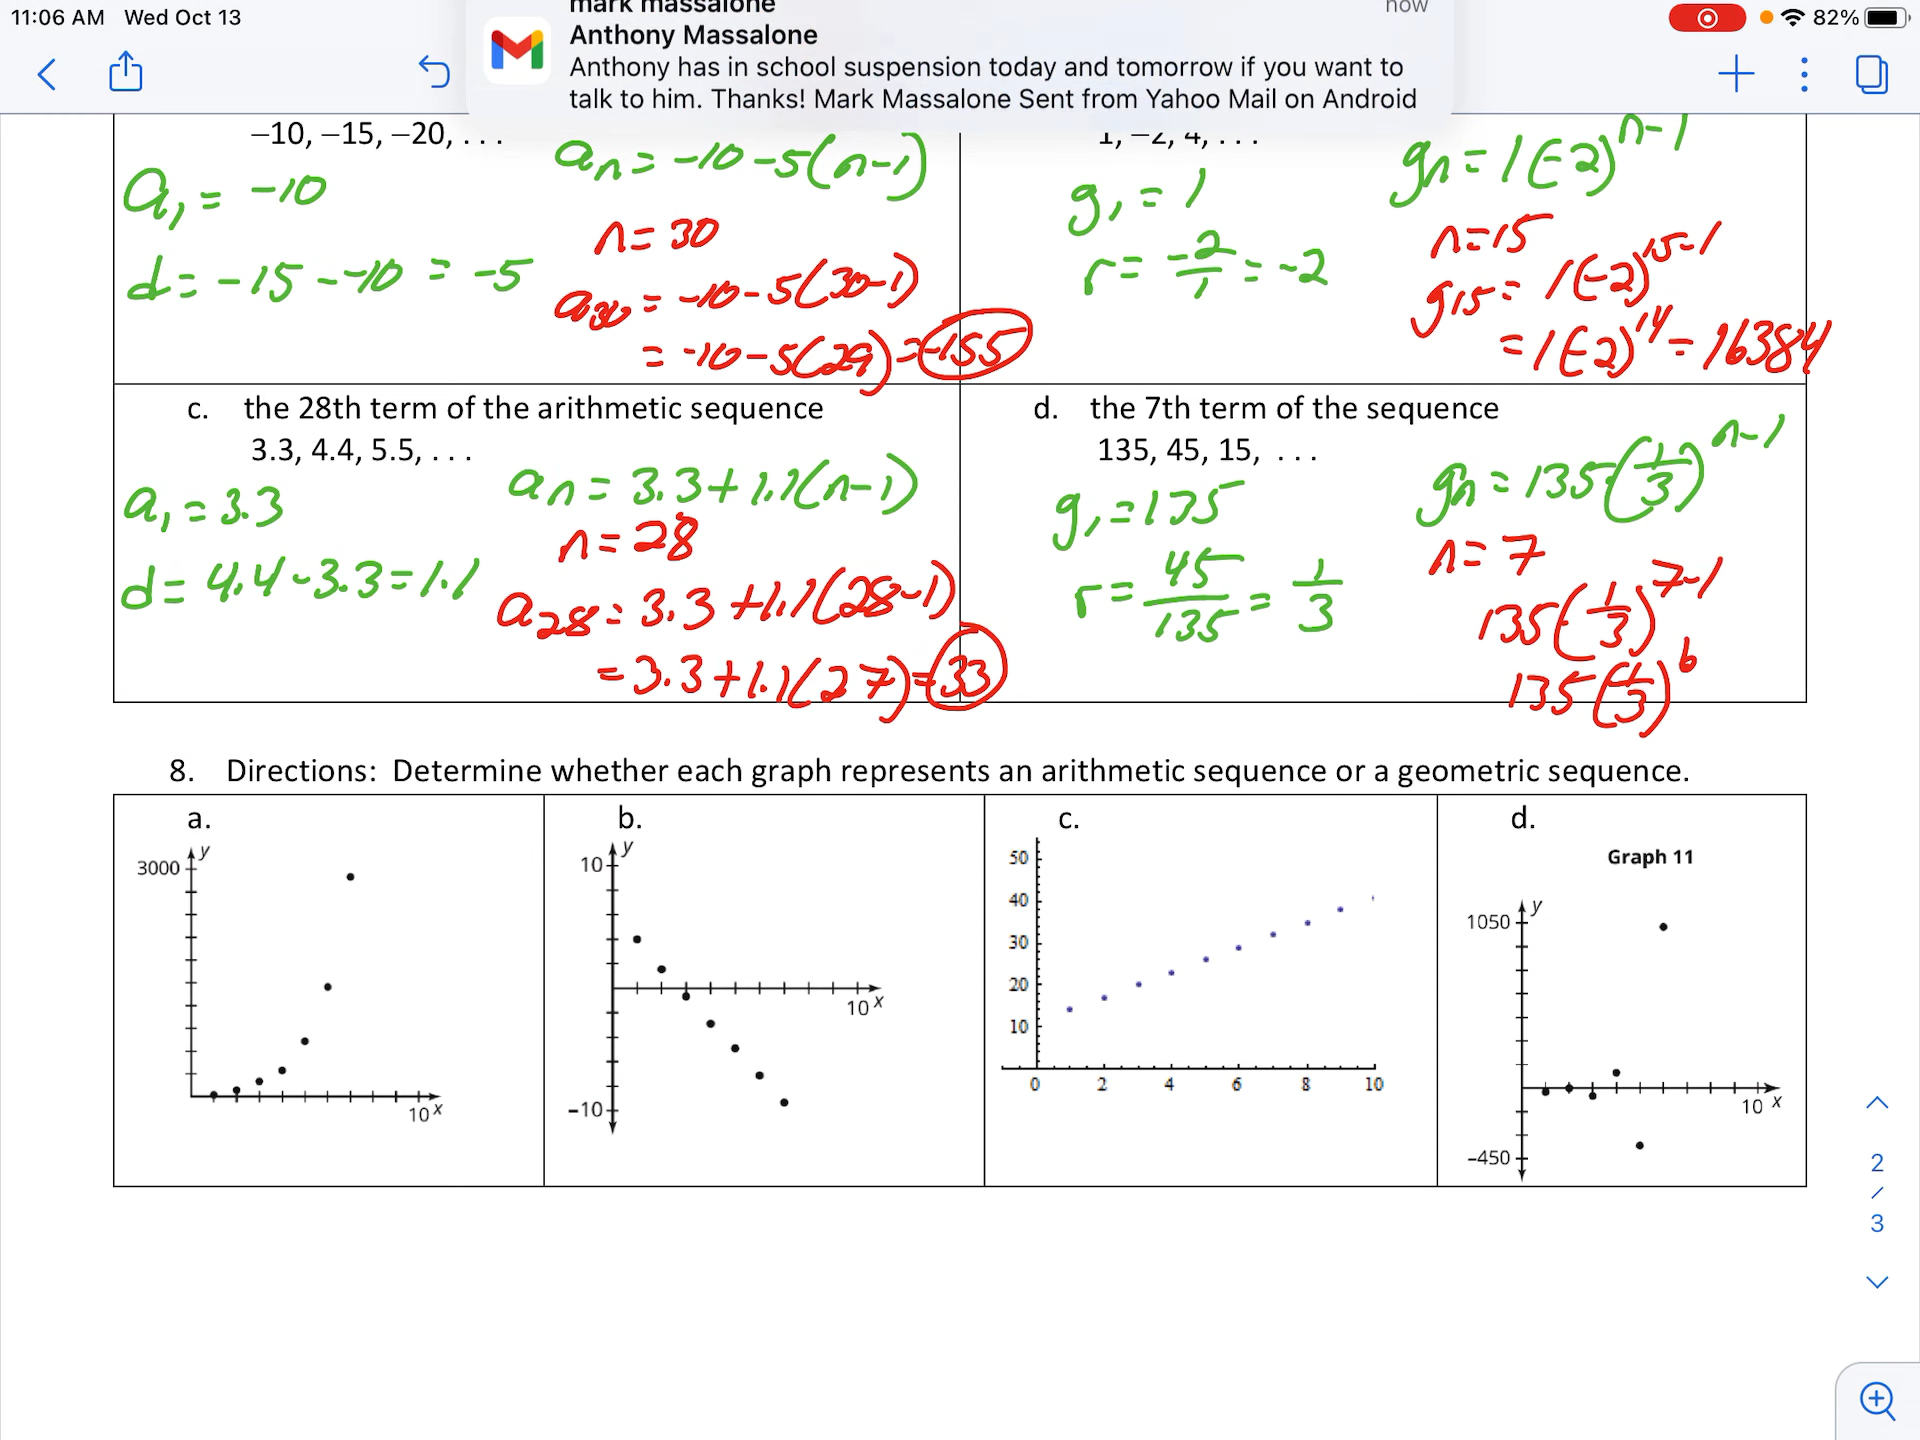 11:06 AM Wed Oct 13
82%
mark massalone
now
Anthony Massalone
Anthony has in school suspension today and tomorrow if you want to
talk to him. Thanks! Mark Massalone Sent from Yahoo Mail on Android
–10, –15, –20, . . .
a₁ = -10
d = -15 - -10 = -5
aₙ = -10 - 5(n-1)
n = 30
a₃₀ = -10 - 5(30-1)
= -10 - 5(29) = -155
1, –2, 4, . . .
g₁ = 1
r = -2/1 = -2
gₙ = 1(-2)ⁿ⁻¹
n = 15
g₁₅ = 1(-2)¹⁵⁻¹
= 1(-2)¹⁴ = 16384
c. the 28th term of the arithmetic sequence
3.3, 4.4, 5.5, . . .
a₁ = 3.3
d = 4.4 - 3.3 = 1.1
aₙ = 3.3 + 1.1(n-1)
n = 28
a₂₈ = 3.3 + 1.1(28-1)
= 3.3 + 1.1(27) = 33
d. the 7th term of the sequence
135, 45, 15, . . .
g₁ = 135
r = 45/135 = 1/3
gₙ = 135(1/3)ⁿ⁻¹
n = 7
135(1/3)⁷⁻¹
135(1/3)⁶
8. Directions: Determine whether each graph represents an arithmetic sequence or a geometric sequence.
a.
3000
y
10 x
b.
10
y
10 x
–10
c.
50
40
30
20
10
0 2 4 6 8 10
d.
Graph 11
1050
y
10 x
–450
2
/
3